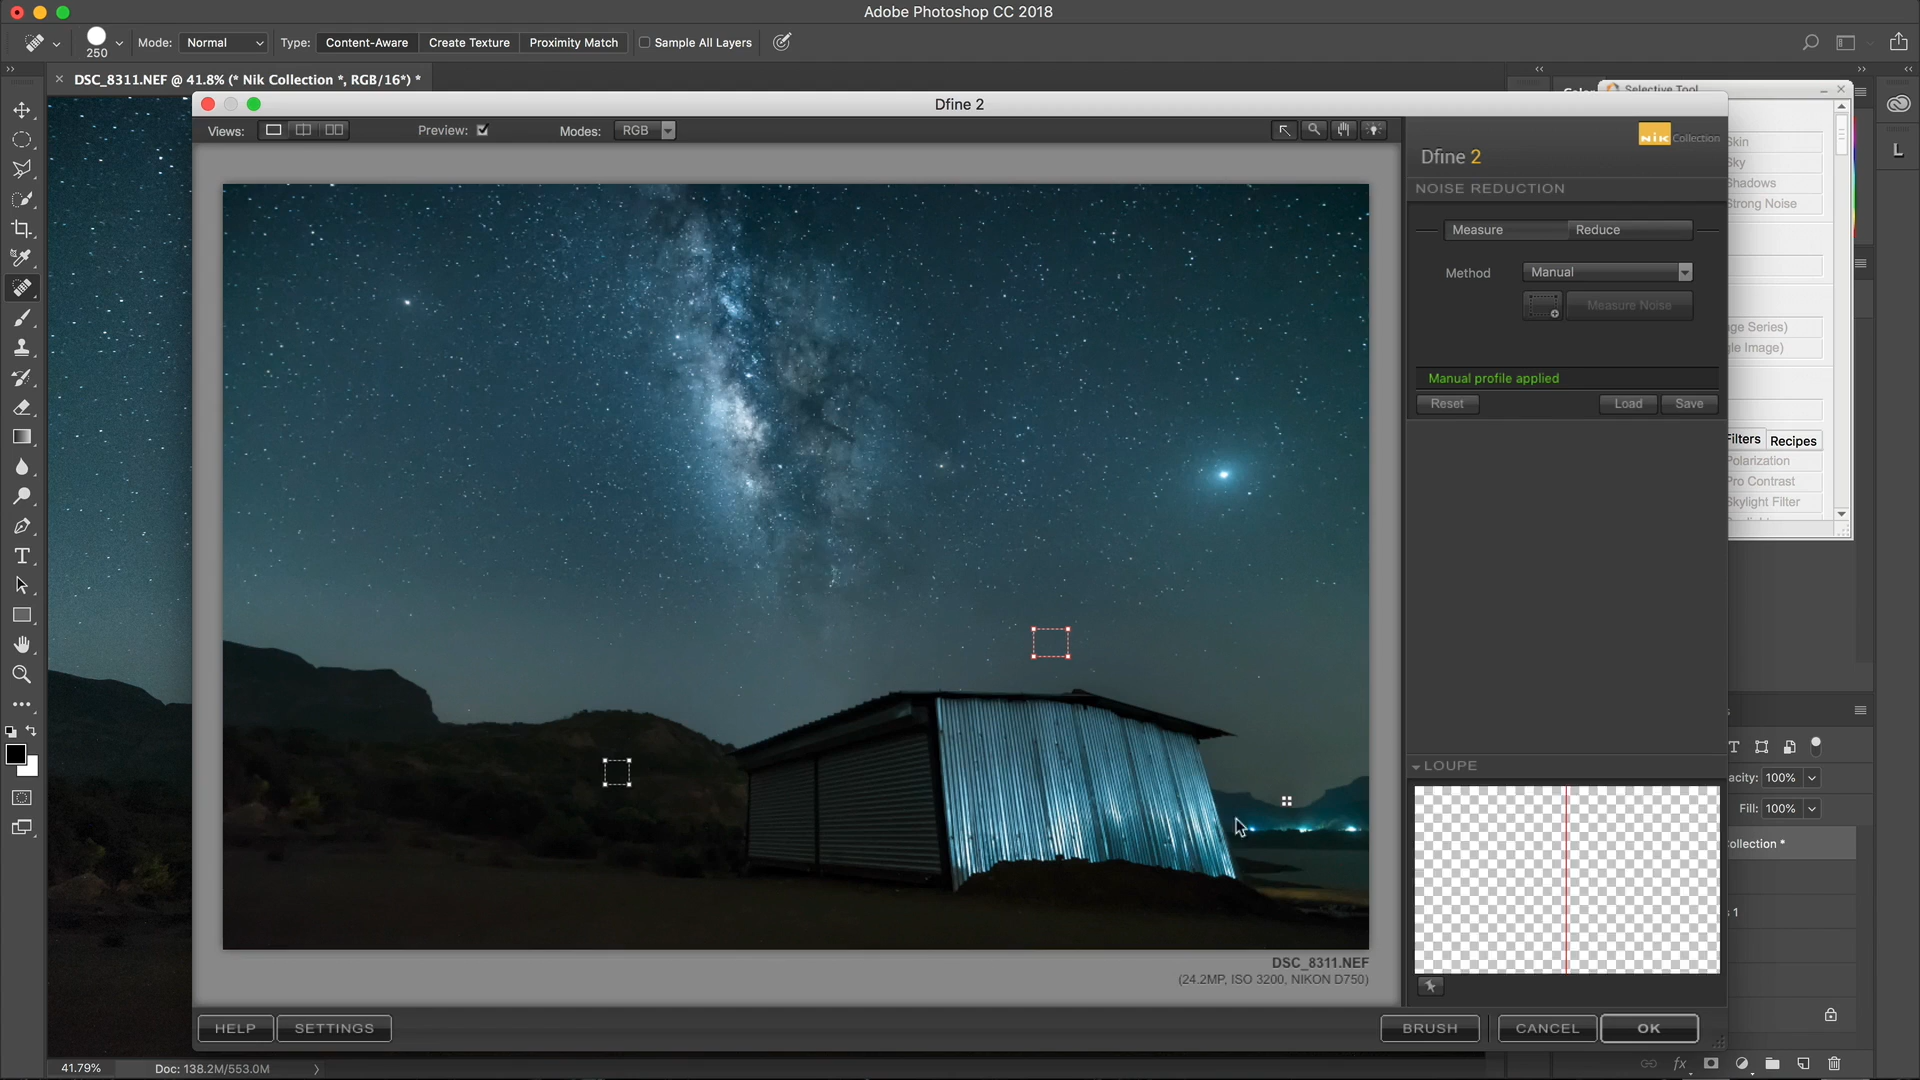 Adobe Photoshop CC 2018
250 Mode: Normal Type: Content-Aware Create Texture Proximity Match Sample All Layers
DSC_8311.NEF @ 41.8% (* Nik Collection *, RGB/16*) *
Selective Tool
Dfine 2
Views: Preview: Modes: RGB
Nik Collection
Dfine 2
NOISE REDUCTION
Measure Reduce
Method Manual
Measure Noise
Manual profile applied
Reset Load Save
Skin
Sky
Shadows
Strong Noise
ge Series)
le Image)
Filters Recipes
Polarization
Pro Contrast
Skylight Filter
L
LOUPE
acity: 100%
Fill: 100%
ollection *
1
DSC_8311.NEF
(24.2MP, ISO 3200, NIKON D750)
HELP SETTINGS BRUSH CANCEL OK
41.79% Doc: 138.2M/553.0M
fx